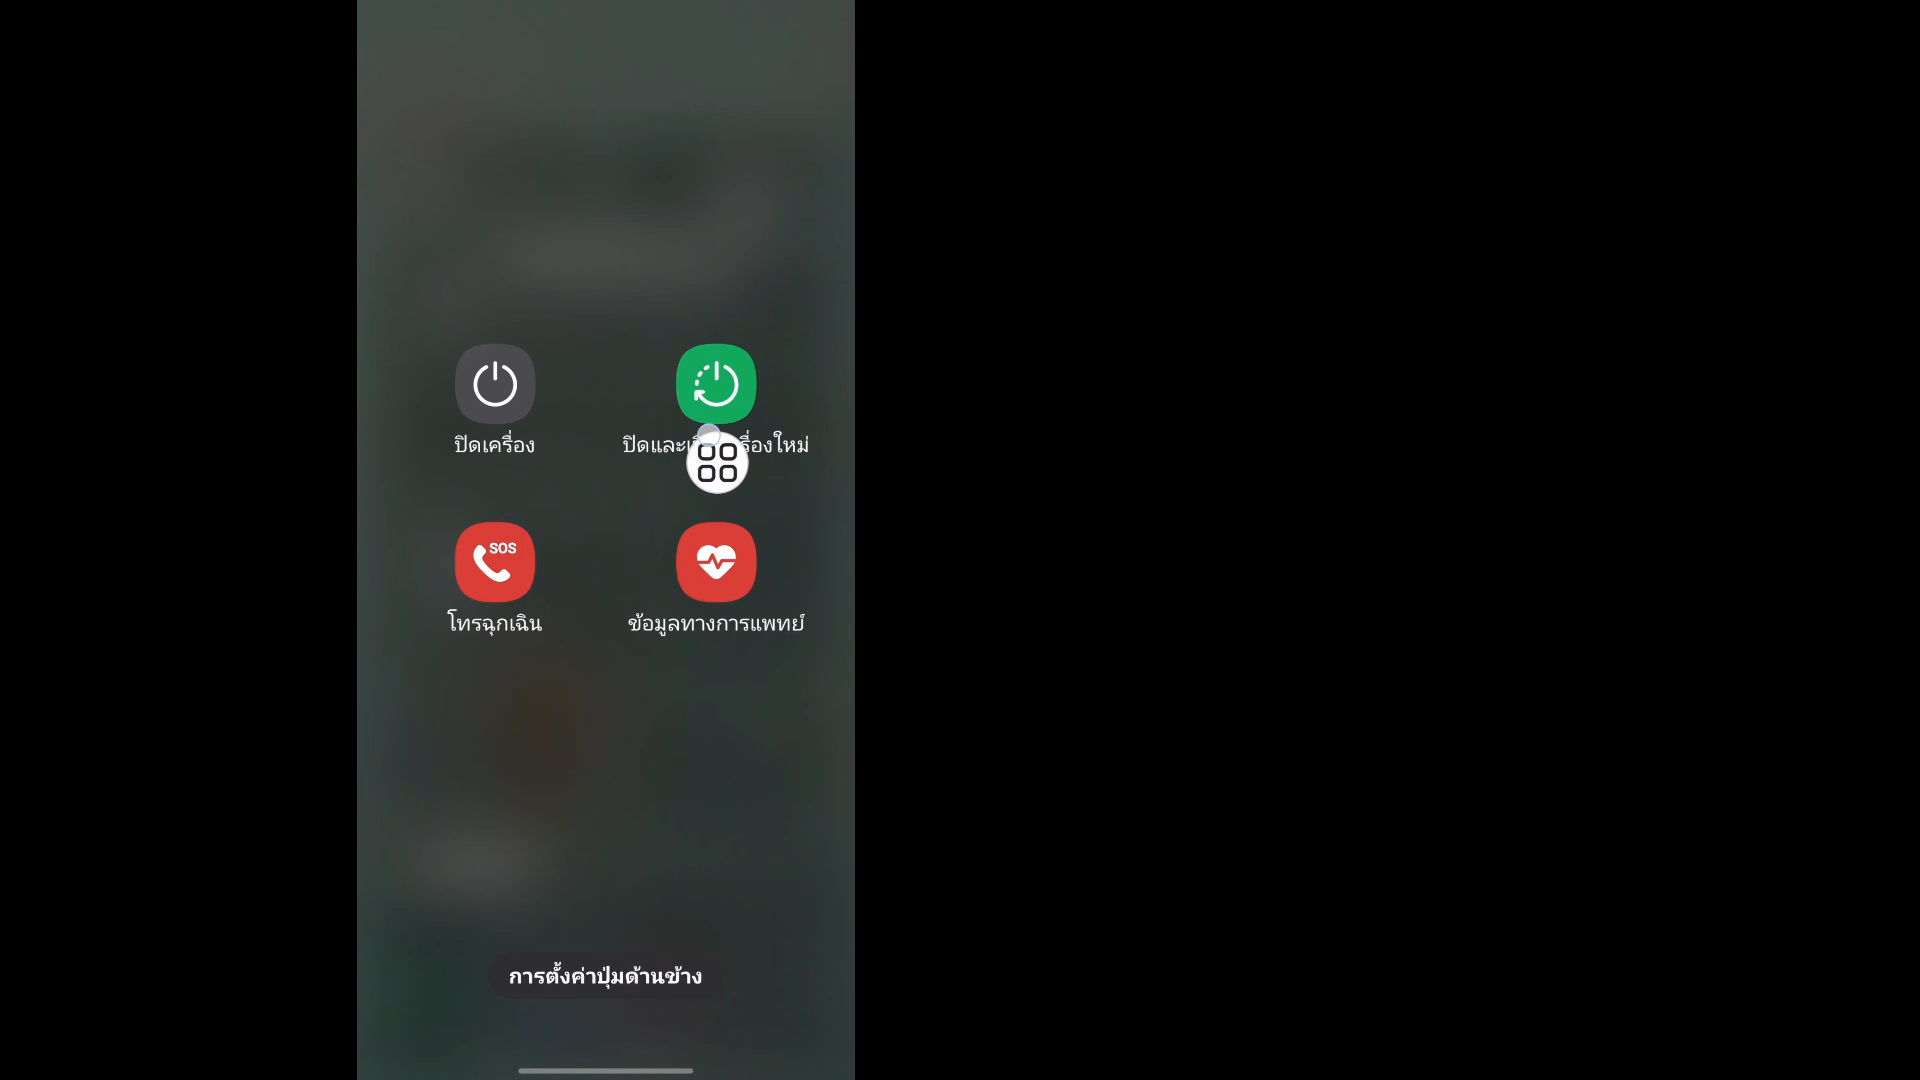 ปิดเครื่อง
ปิดและ
ใหม่
SOS
โทรฉุกเฉิน
ข้อมูลทางการแพทย์
การตั้งค่าปุ่มด้านข้าง